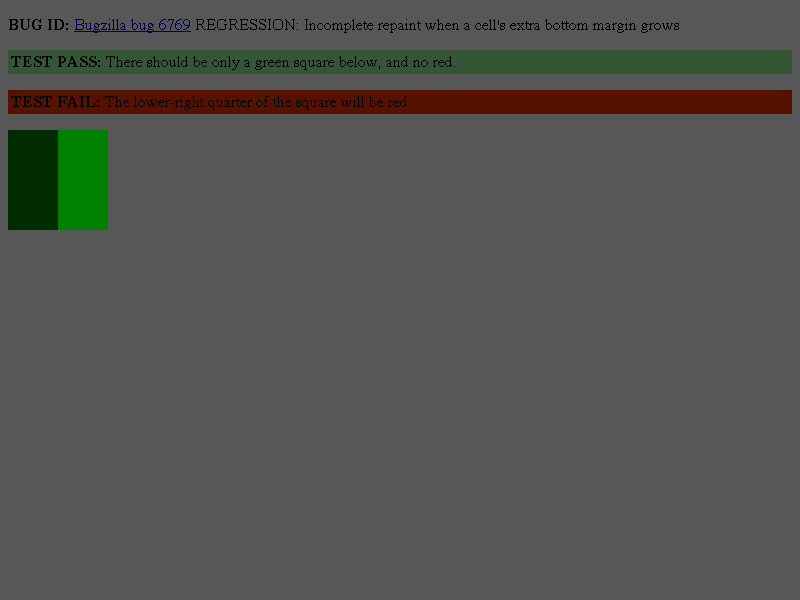 BUG ID: Bugzilla bug 6769 REGRESSION: Incomplete repaint when a cell's extra bottom margin grows
TEST PASS: There should be only a green square below, and no red.
TEST FAIL: The lower-right quarter of the square will be red.